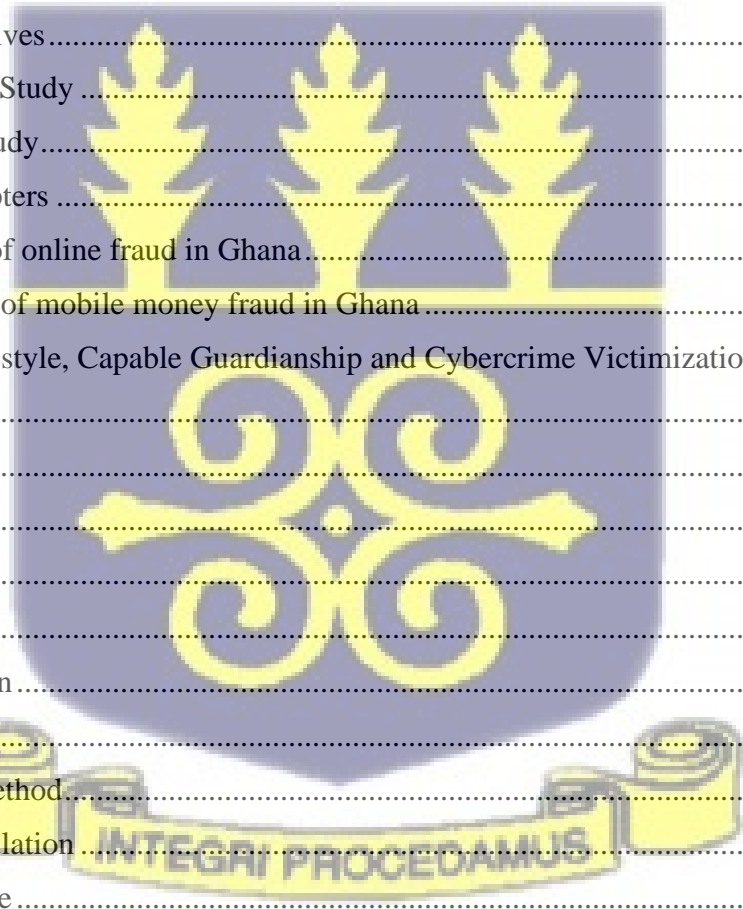 ives....................
Study....................
udy....................
pters....................
of online fraud in Ghana....................
of mobile money fraud in Ghana....................
style, Capable Guardianship and Cybercrime Victimizatio
....................
....................
....................
....................
....................
n....................
....................
ethod....................
lation....................
INTEGRI PROCEDAMUS
e....................